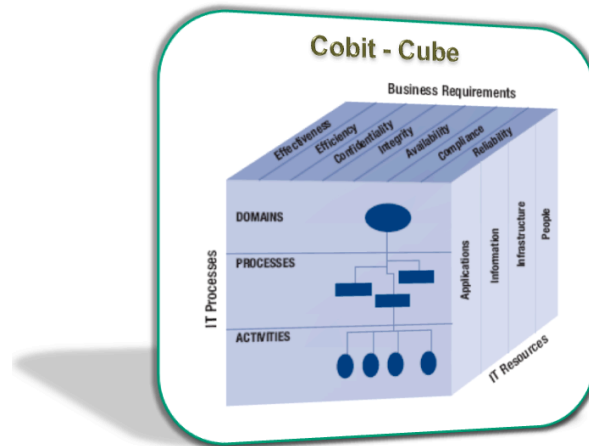 Cobit - Cube
Business Requirements
Effectiveness
Efficiency
Confidentiality
Integrity
Availability
Compliance
Reliability
IT Processes
DOMAINS
PROCESSES
ACTIVITIES
Applications
Information
Infrastructure
People
IT Resources